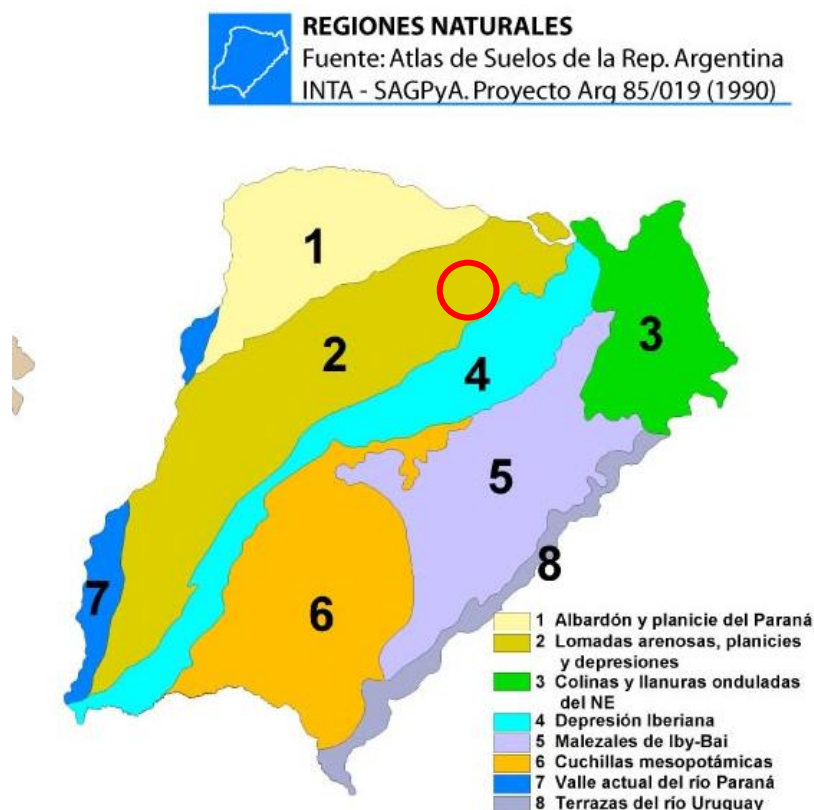 REGIONES NATURALES
Fuente: Atlas de Suelos de la Rep. Argentina
INTA - SAGPyA. Proyecto Arg 85/019 (1990)
1
2
3
4
5
6
7
8
1 Albardón y planicie del Paraná
2 Lomadas arenosas, planicies
y depresiones
3 Colinas y llanuras onduladas
del NE
4 Depresión Iberiana
5 Malezales de Iby-Bai
6 Cuchillas mesopotámicas
7 Valle actual del río Paraná
8 Terrazas del río Uruguay